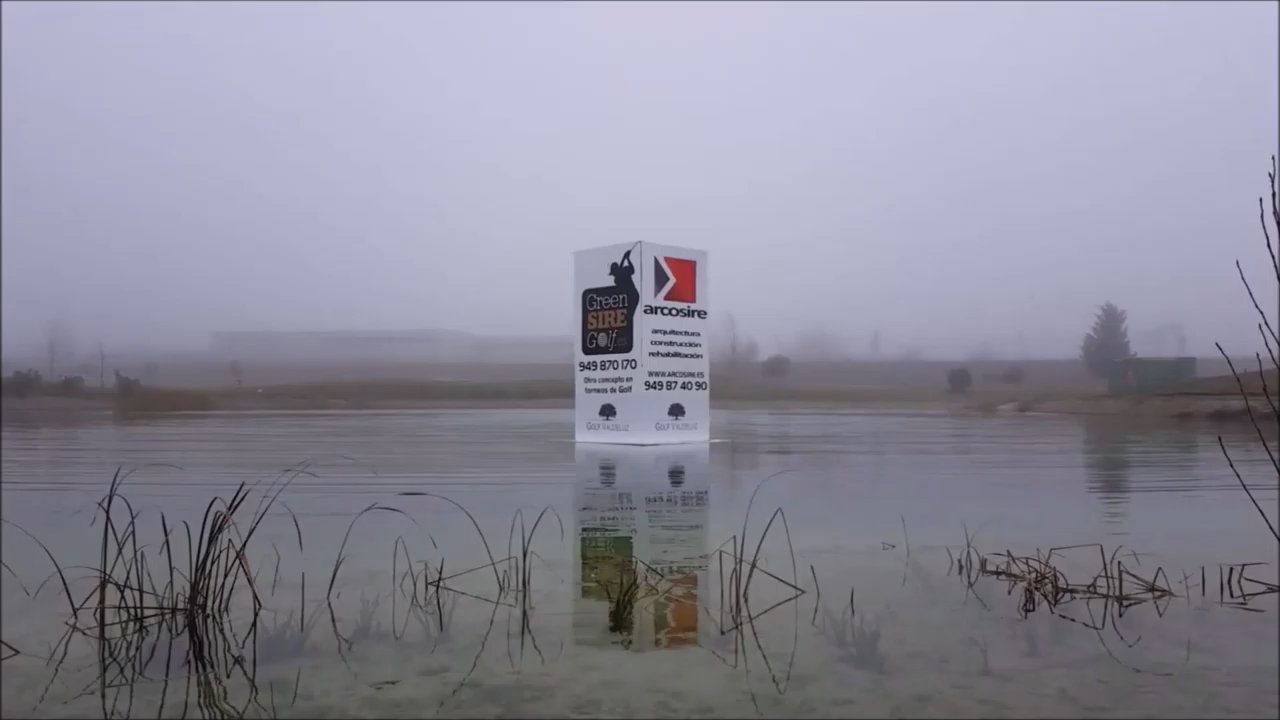 Green
SIRE
Golf.es
949 870 170
Otro concepto en
torneos de Golf
GOLF VALDELUZ
arcosire
arquitectura
construcción
rehabilitación
WWW.ARCOSIRE.ES
949 87 40 90
GOLF VALDELUZ